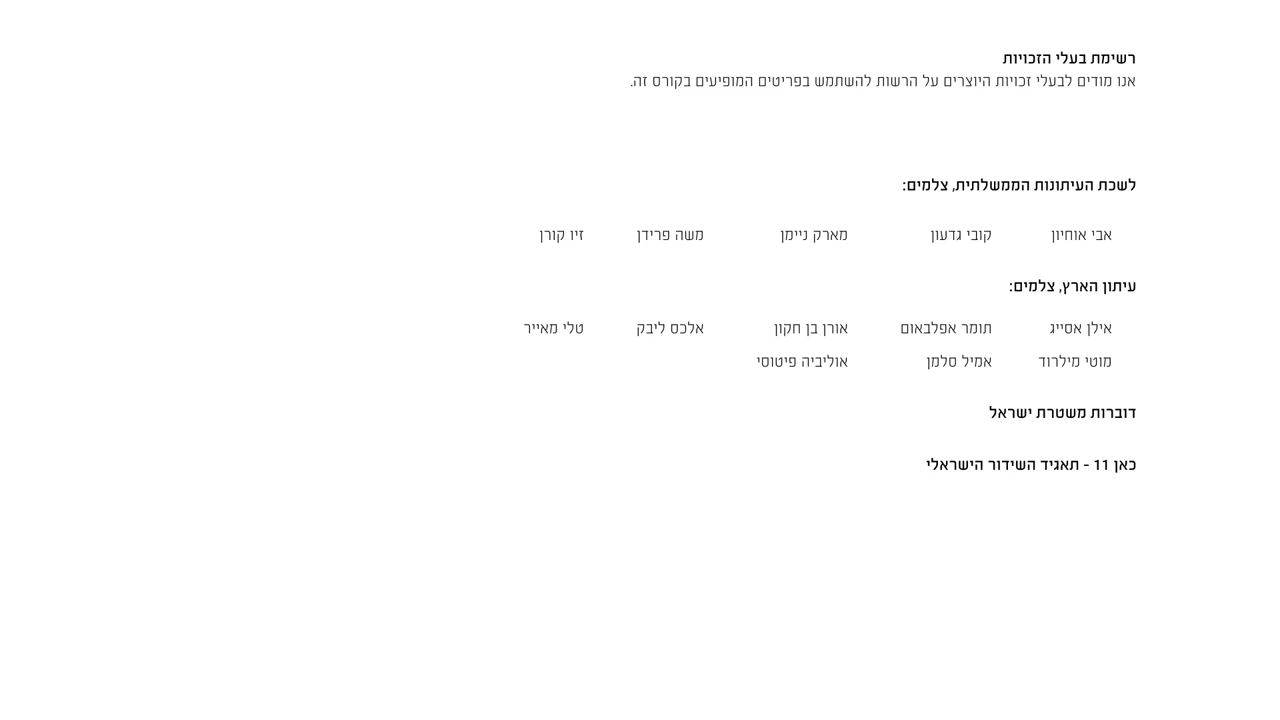 רשימת בעלי הזכויות
אנו מודים לבעלי זכויות היוצרים על הרשות להשתמש בפריטים המופיעים בקורס זה.
לשכת העיתונות הממשלתית, צלמים:
אבי אוחיון קובי גדעון מארק ניימן משה פרידן זיו קורן
עיתון הארץ, צלמים:
אילן אסייג תומר אפלבאום אורן בן חקון אלכס ליבק טלי מאייר
מוטי מילרוד אמיל סלמן אוליביה פיטוסי
דוברות משטרת ישראל
כאן 11 - תאגיד השידור הישראלי